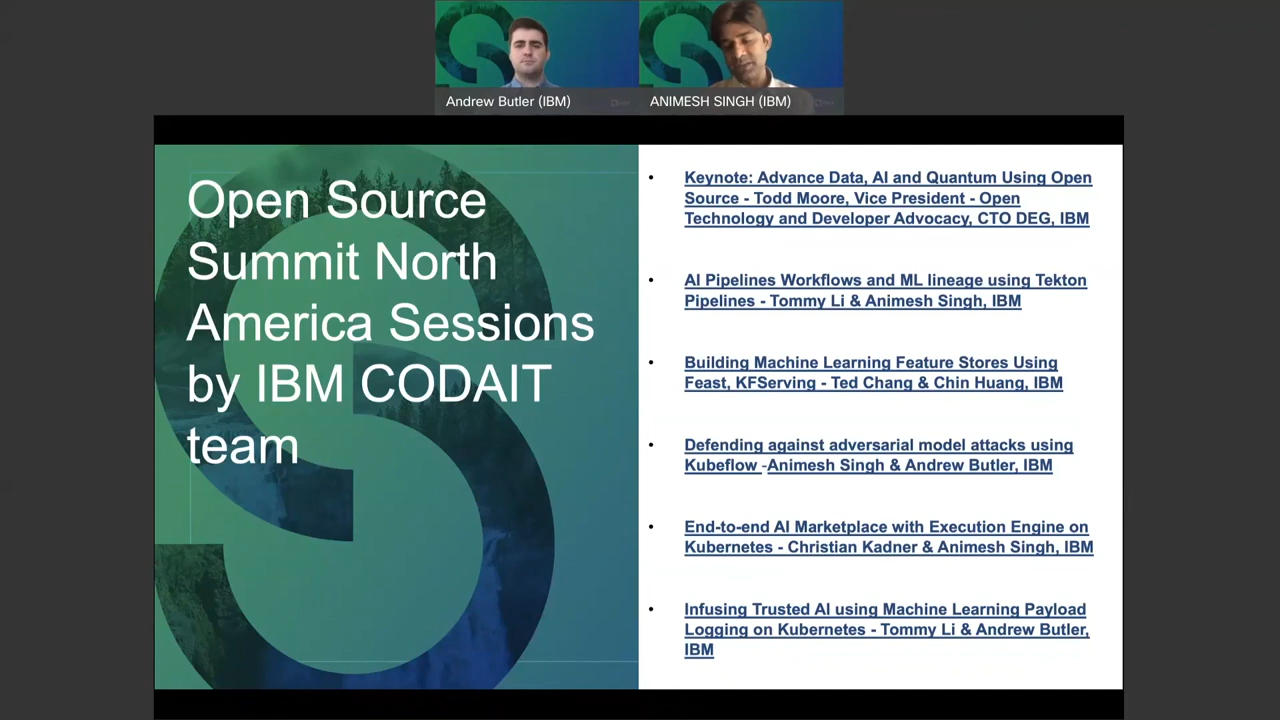 Andrew Butler (IBM)
ANIMESH SINGH (IBM)
Open Source
Summit North
America Sessions
by IBM CODAIT
team
• Keynote: Advance Data, AI and Quantum Using Open
Source - Todd Moore, Vice President - Open
Technology and Developer Advocacy, CTO DEG, IBM
• AI Pipelines Workflows and ML lineage using Tekton
Pipelines - Tommy Li & Animesh Singh, IBM
• Building Machine Learning Feature Stores Using
Feast, KFServing - Ted Chang & Chin Huang, IBM
• Defending against adversarial model attacks using
Kubeflow -Animesh Singh & Andrew Butler, IBM
• End-to-end AI Marketplace with Execution Engine on
Kubernetes - Christian Kadner & Animesh Singh, IBM
• Infusing Trusted AI using Machine Learning Payload
Logging on Kubernetes - Tommy Li & Andrew Butler,
IBM